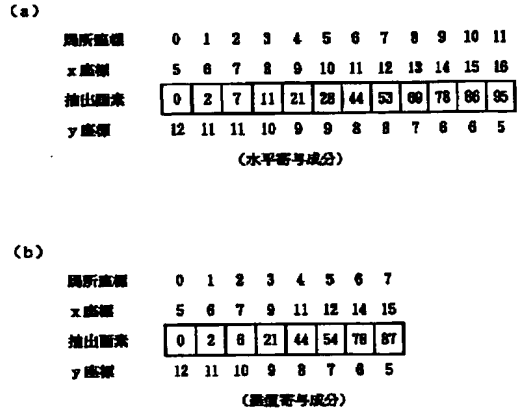 (a)
局所座標 0 1 2 3 4 5 6 7 8 9 10 11
x座標 5 6 7 8 9 10 11 12 13 14 15 16
抽出画素 0 2 7 11 21 28 44 53 69 78 86 95
y座標 12 11 11 10 9 9 8 8 7 6 6 5
(水平寄与成分)
(b)
局所座標 0 1 2 3 4 5 6 7
x座標 5 6 7 9 11 12 14 15
抽出画素 0 2 6 21 44 54 78 87
y座標 12 11 10 9 8 7 6 5
(垂直寄与成分)